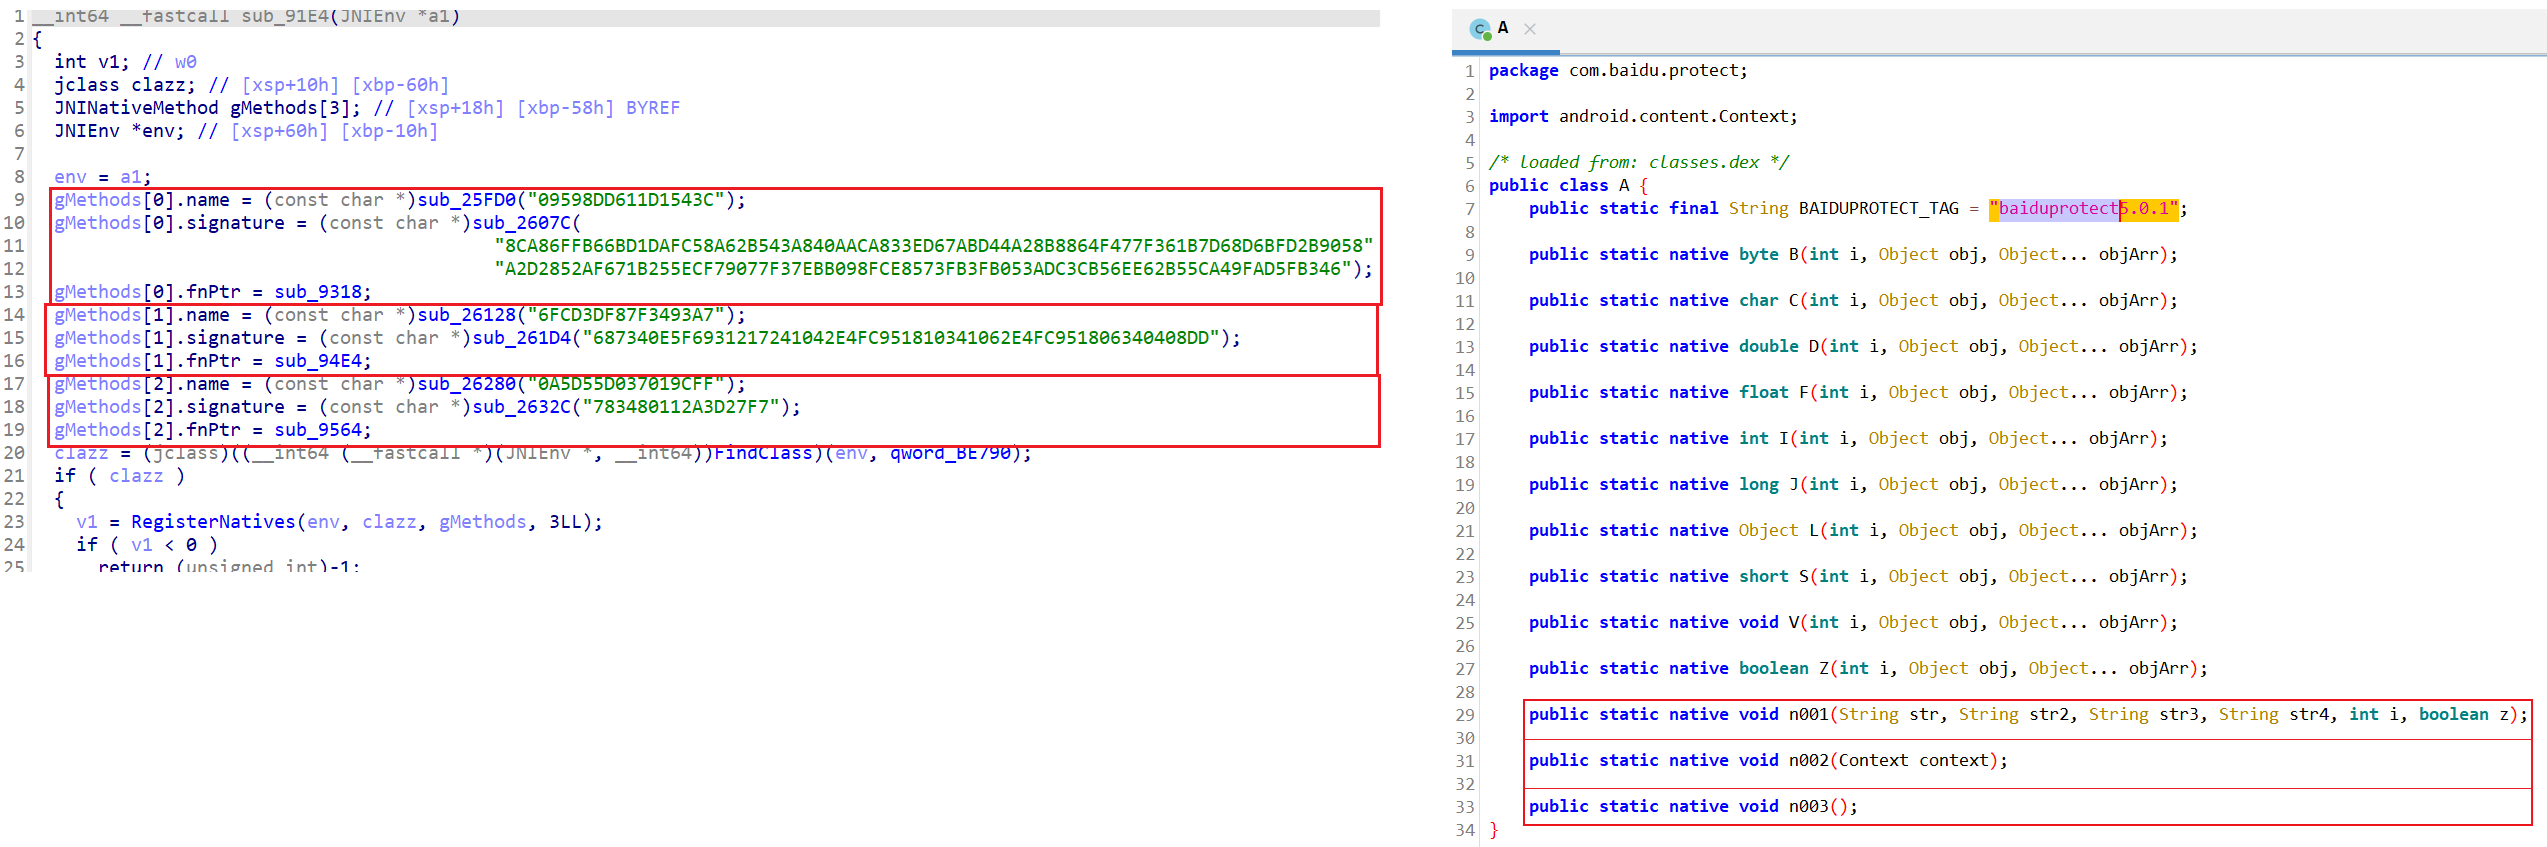 1 __int64 __fastcall sub_91E4(JNIEnv *a1)
2 {
3 int v1; // w0
4 jclass clazz; // [xsp+10h] [xbp-60h]
5 JNINativeMethod gMethods[3]; // [xsp+18h] [xbp-58h] BYREF
6 JNIEnv *env; // [xsp+60h] [xbp-10h]
7
8 env = a1;
9 gMethods[0].name = (const char *)sub_25FD0("09598DD611D1543C");
10 gMethods[0].signature = (const char *)sub_2607C(
11 "8CA86FFB66BD1DAFC58A62B543A840AACA833ED67ABD44A28B8864F477F361B7D68D6BFD2B9058"
12 "A2D2852AF671B255ECF79077F37EBB098FCE8573FB3FB053ADC3CB56EE62B55CA49FAD5FB346");
13 gMethods[0].fnPtr = sub_9318;
14 gMethods[1].name = (const char *)sub_26128("6FCD3DF87F3493A7");
15 gMethods[1].signature = (const char *)sub_261D4("687340E5F6931217241042E4FC951810341062E4FC951806340408DD");
16 gMethods[1].fnPtr = sub_94E4;
17 gMethods[2].name = (const char *)sub_26280("0A5D55D037019CFF");
18 gMethods[2].signature = (const char *)sub_2632C("783480112A3D27F7");
19 gMethods[2].fnPtr = sub_9564;
20 clazz = (jclass)((__int64 (__fastcall *)(JNIEnv *, __int64))FindClass)(env, qword_BE790);
21 if ( clazz )
22 {
23 v1 = RegisterNatives(env, clazz, gMethods, 3LL);
24 if ( v1 < 0 )
25 return (unsigned int)-1;
C A ×
1 package com.baidu.protect;
2
3 import android.content.Context;
4
5 /* loaded from: classes.dex */
6 public class A {
7 public static final String BAIDUPROTECT_TAG = "baiduprotect5.0.1";
8
9 public static native byte B(int i, Object obj, Object... objArr);
10
11 public static native char C(int i, Object obj, Object... objArr);
12
13 public static native double D(int i, Object obj, Object... objArr);
14
15 public static native float F(int i, Object obj, Object... objArr);
16
17 public static native int I(int i, Object obj, Object... objArr);
18
19 public static native long J(int i, Object obj, Object... objArr);
20
21 public static native Object L(int i, Object obj, Object... objArr);
22
23 public static native short S(int i, Object obj, Object... objArr);
24
25 public static native void V(int i, Object obj, Object... objArr);
26
27 public static native boolean Z(int i, Object obj, Object... objArr);
28
29 public static native void n001(String str, String str2, String str3, String str4, int i, boolean z);
30
31 public static native void n002(Context context);
32
33 public static native void n003();
34 }